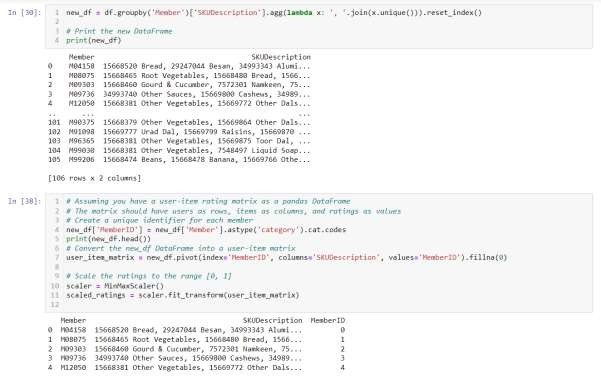 In [30]:
1 new_df = df.groupby('Member')['SKUDescription'].agg(lambda x: ', '.join(x.unique())).reset_index()
2
3 # Print the new DataFrame
4 print(new_df)
Member SKUDescription
0 M04158 15668520 Bread, 29247044 Besan, 34993343 Alumi...
1 M08075 15668465 Root Vegetables, 15668480 Bread, 1566...
2 M09303 15668460 Gourd & Cucumber, 7572301 Namkeen, 75...
3 M09736 34993740 Other Sauces, 15669800 Cashews, 34989...
4 M12050 15668381 Other Vegetables, 15669772 Other Dals...
.. ... ...
101 M90375 15668379 Other Vegetables, 15669864 Other Dals...
102 M91098 15669777 Urad Dal, 15669799 Raisins, 15669870 ...
103 M96365 15668381 Other Vegetables, 15669875 Toor Dal, ...
104 M99030 15668381 Other Vegetables, 7548497 Liquid Soap...
105 M99206 15668474 Beans, 15668478 Banana, 15669766 Othe...
[106 rows x 2 columns]
In [38]:
1 # Assuming you have a user-item rating matrix as a pandas DataFrame
2 # The matrix should have users as rows, items as columns, and ratings as values
3 # Create a unique identifier for each member
4 new_df['MemberID'] = new_df['Member'].astype('category').cat.codes
5 print(new_df.head())
6 # Convert the new_df DataFrame into a user-item matrix
7 user_item_matrix = new_df.pivot(index='MemberID', columns='SKUDescription', values='MemberID').fillna(0)
8
9 # Scale the ratings to the range [0, 1]
10 scaler = MinMaxScaler()
11 scaled_ratings = scaler.fit_transform(user_item_matrix)
12
Member SKUDescription MemberID
0 M04158 15668520 Bread, 29247044 Besan, 34993343 Alumi... 0
1 M08075 15668465 Root Vegetables, 15668480 Bread, 1566... 1
2 M09303 15668460 Gourd & Cucumber, 7572301 Namkeen, 75... 2
3 M09736 34993740 Other Sauces, 15669800 Cashews, 34989... 3
4 M12050 15668381 Other Vegetables, 15669772 Other Dals... 4